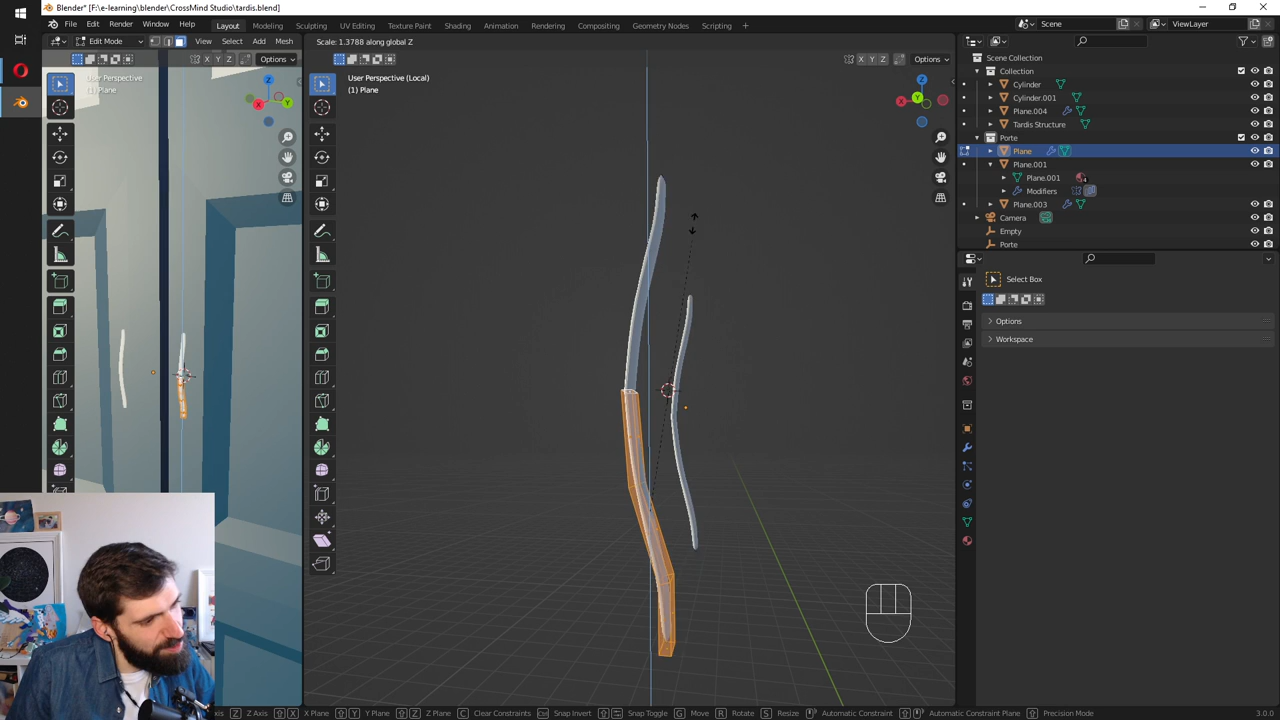 Blender* [F:\e-learning\blender\CrossMind Studio\tardis.blend]
File Edit Render Window Help Layout Modeling Sculpting UV Editing Texture Paint Shading Animation Rendering Compositing Geometry Nodes Scripting + Scene ViewLayer
Edit Mode View Select Add Mesh
Scale: 1.3788 along global Z
X Y Z Options
X Y Z Options
User Perspective
(1) Plane
User Perspective (Local)
(1) Plane
Z
X
Y
Z
X
Y
Scene Collection
Collection
Cylinder
Cylinder.001
Plane.004
Tardis Structure
Porte
Plane
Plane.001
Plane.001
4
Modifiers
Plane.003
Camera
Empty
Porte
Select Box
Options
Workspace
Z Z Axis X X Plane Y Y Plane Z Z Plane C Clear Constraints Snap Invert Snap Toggle G Move R Rotate S Resize Automatic Constraint Automatic Constraint Plane Precision Mode 3.0.0